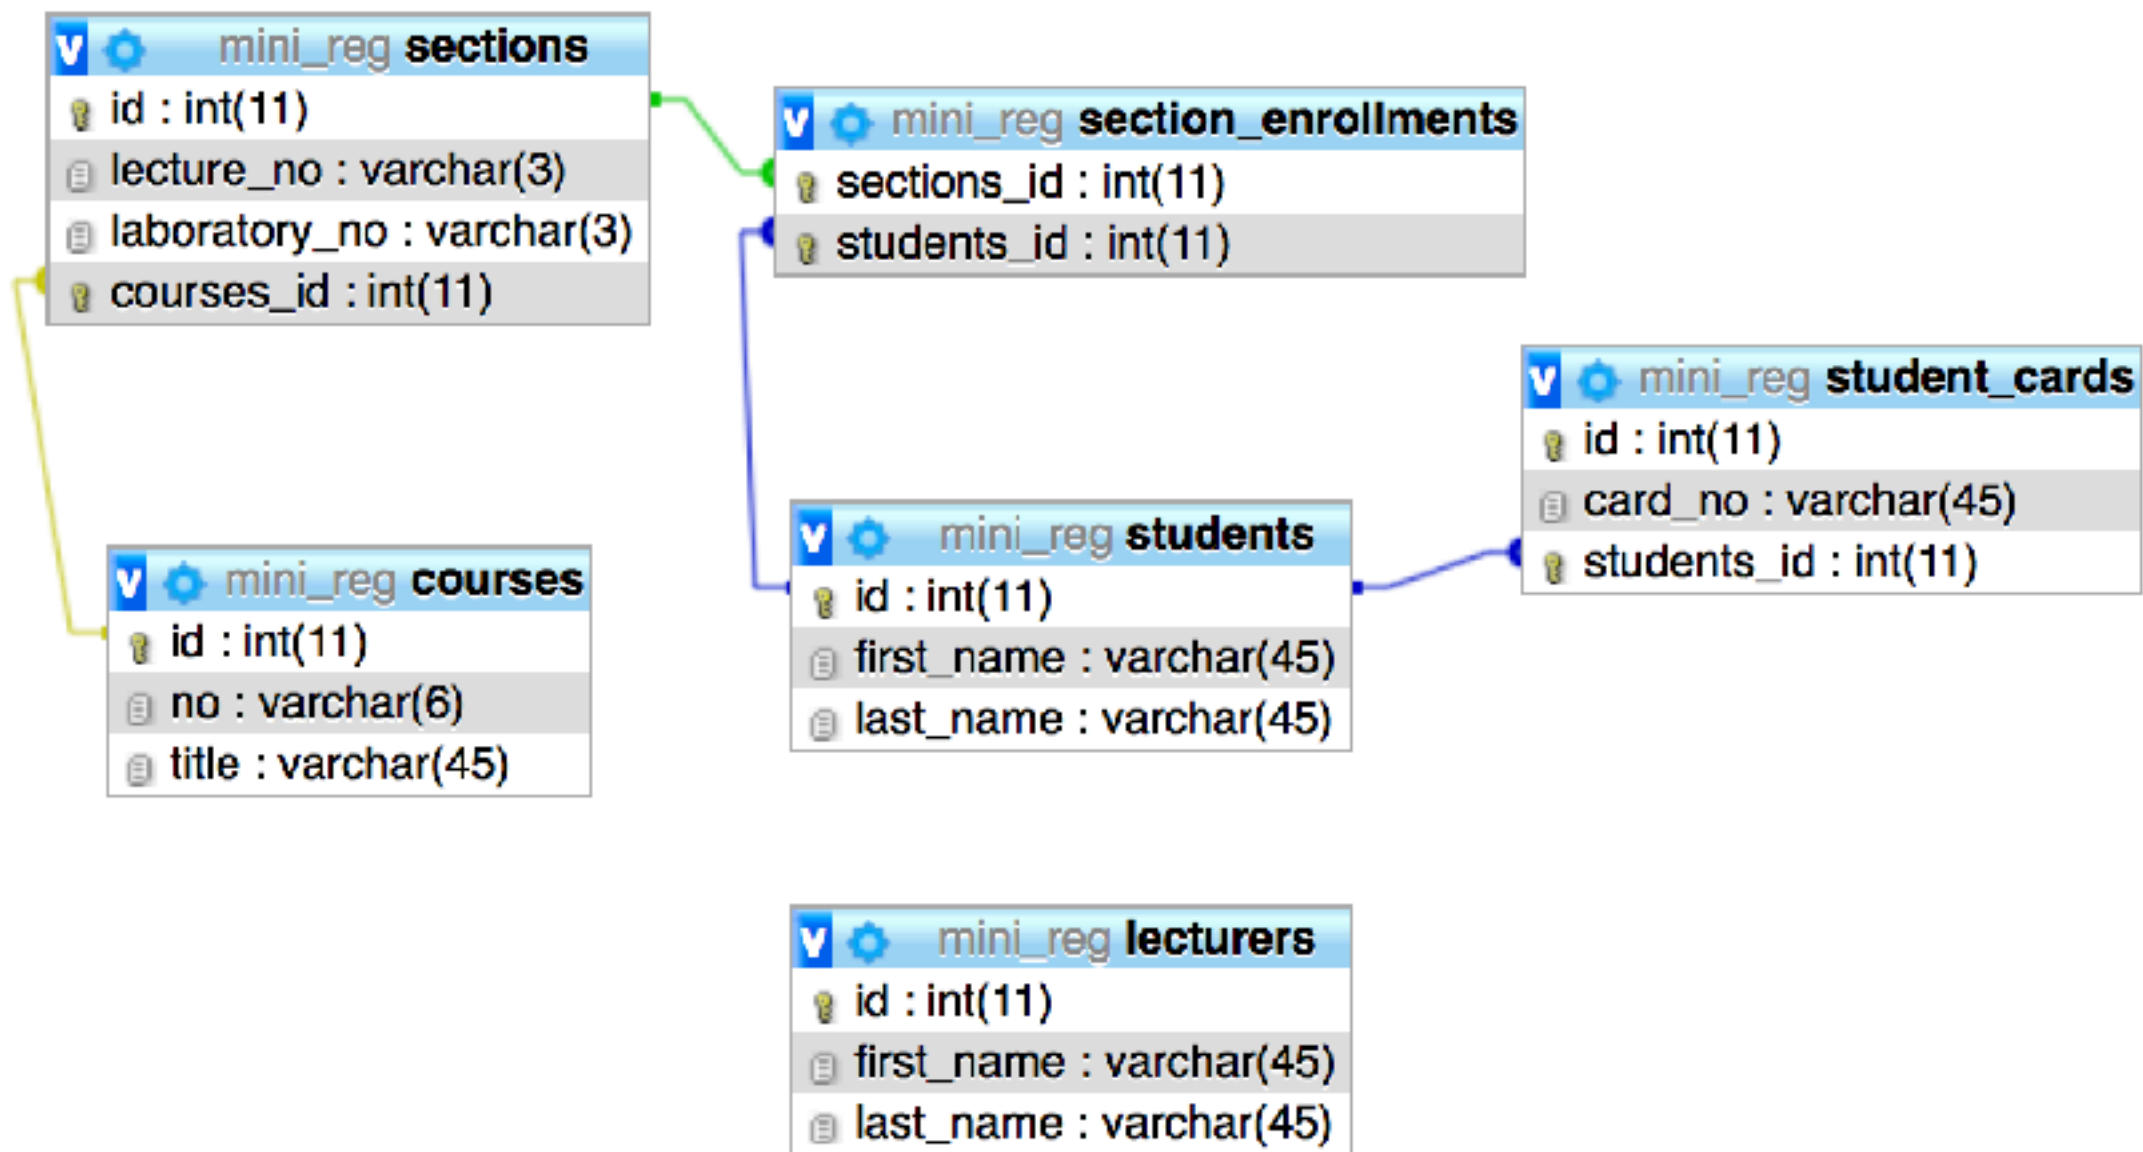 v mini_reg sections
id : int(11)
lecture_no : varchar(3)
laboratory_no : varchar(3)
courses_id : int(11)
v mini_reg section_enrollments
sections_id : int(11)
students_id : int(11)
v mini_reg student_cards
id : int(11)
card_no : varchar(45)
students_id : int(11)
v mini_reg students
id : int(11)
first_name : varchar(45)
last_name : varchar(45)
v mini_reg courses
id : int(11)
no : varchar(6)
title : varchar(45)
v mini_reg lecturers
id : int(11)
first_name : varchar(45)
last_name : varchar(45)